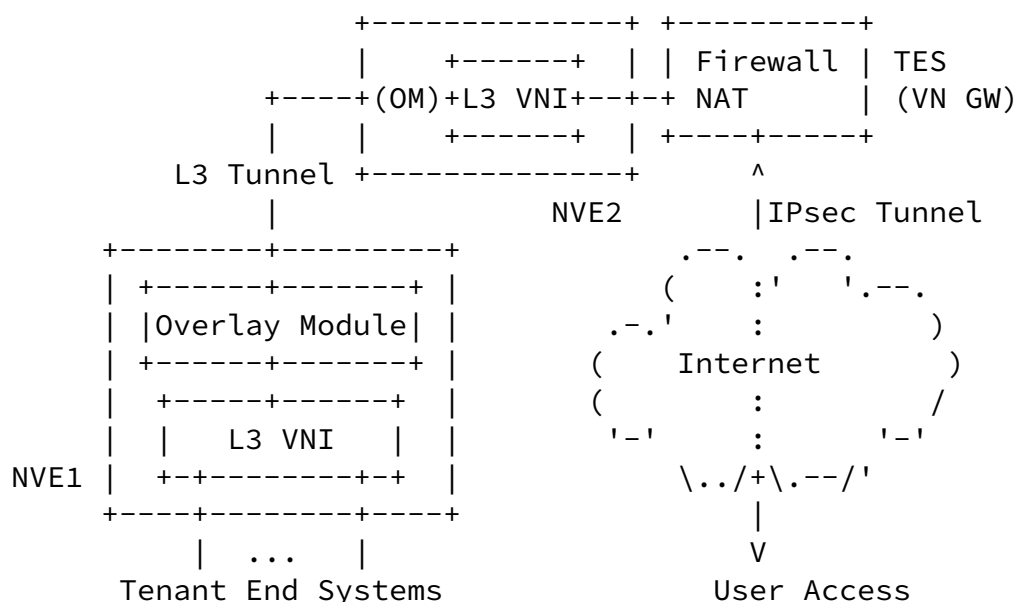 Firewall TES
(OM) L3 VNI NAT (VN GW)
L3 Tunnel
NVE2 IPsec Tunnel
Overlay Module
Internet
L3 VNI
NVE1
...
Tenant End Systems User Access